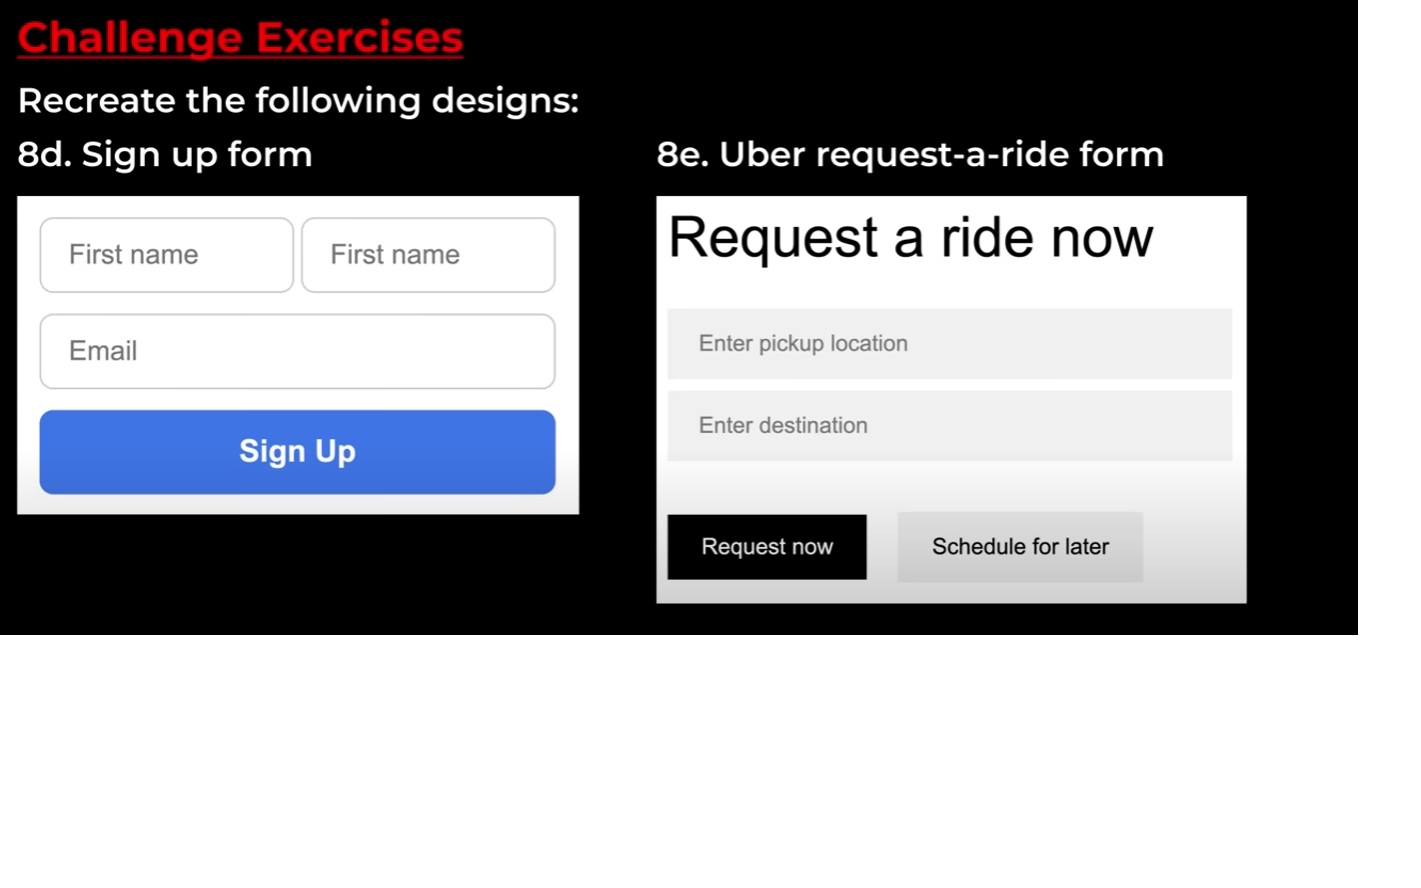 Challenge Exercises
Recreate the following designs:
8d. Sign up form
First name First name
Email
Sign Up
8e. Uber request-a-ride form
Request a ride now
Enter pickup location
Enter destination
Request now Schedule for later